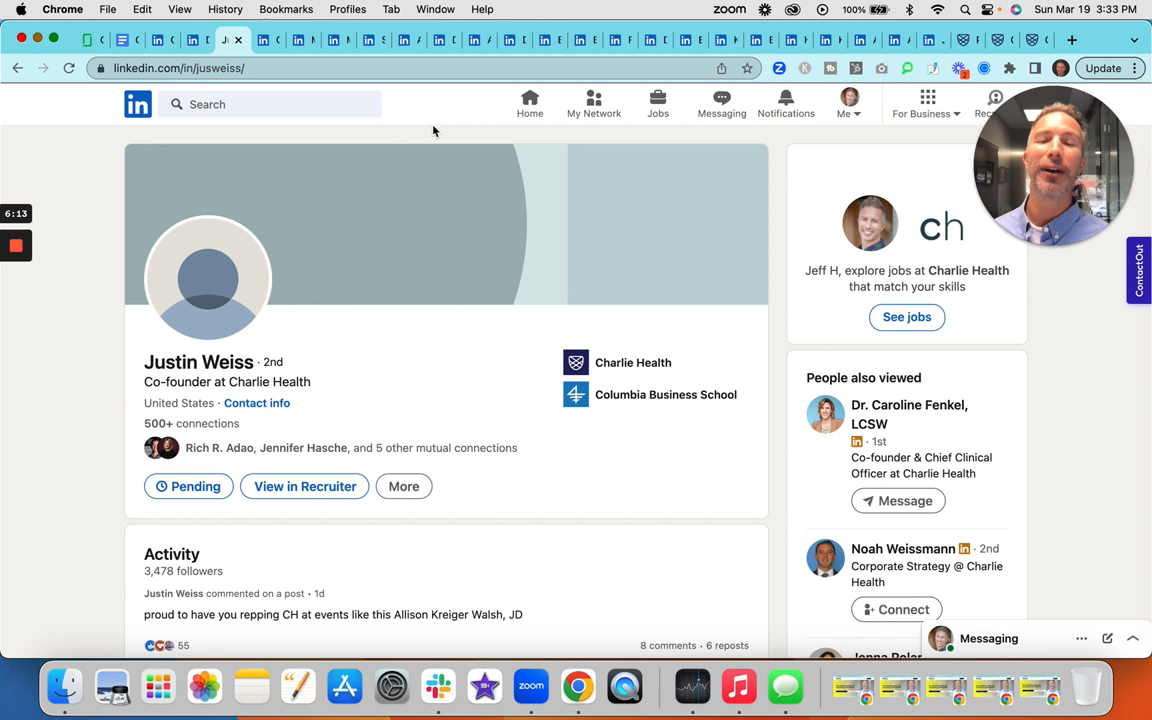 Chrome File Edit View History Bookmarks Profiles Tab Window Help
zoom 100% Sun Mar 19 3:33 PM
linkedin.com/in/jusweiss/
Update
Search
Home My Network Jobs Messaging Notifications Me For Business
6:13
ContactOut
Justin Weiss · 2nd
Co-founder at Charlie Health
United States · Contact info
500+ connections
Rich R. Adao, Jennifer Hasche, and 5 other mutual connections
Pending View in Recruiter More
Charlie Health
Columbia Business School
Activity
3,478 followers
Justin Weiss commented on a post • 1d
proud to have you repping CH at events like this Allison Kreiger Walsh, JD
55
8 comments · 6 reposts
ch
Jeff H, explore jobs at Charlie Health
that match your skills
See jobs
People also viewed
Dr. Caroline Fenkel,
LCSW
in · 1st
Co-founder & Chief Clinical
Officer at Charlie Health
Message
Noah Weissmann in · 2nd
Corporate Strategy @ Charlie
Health
Connect
Messaging
zoom